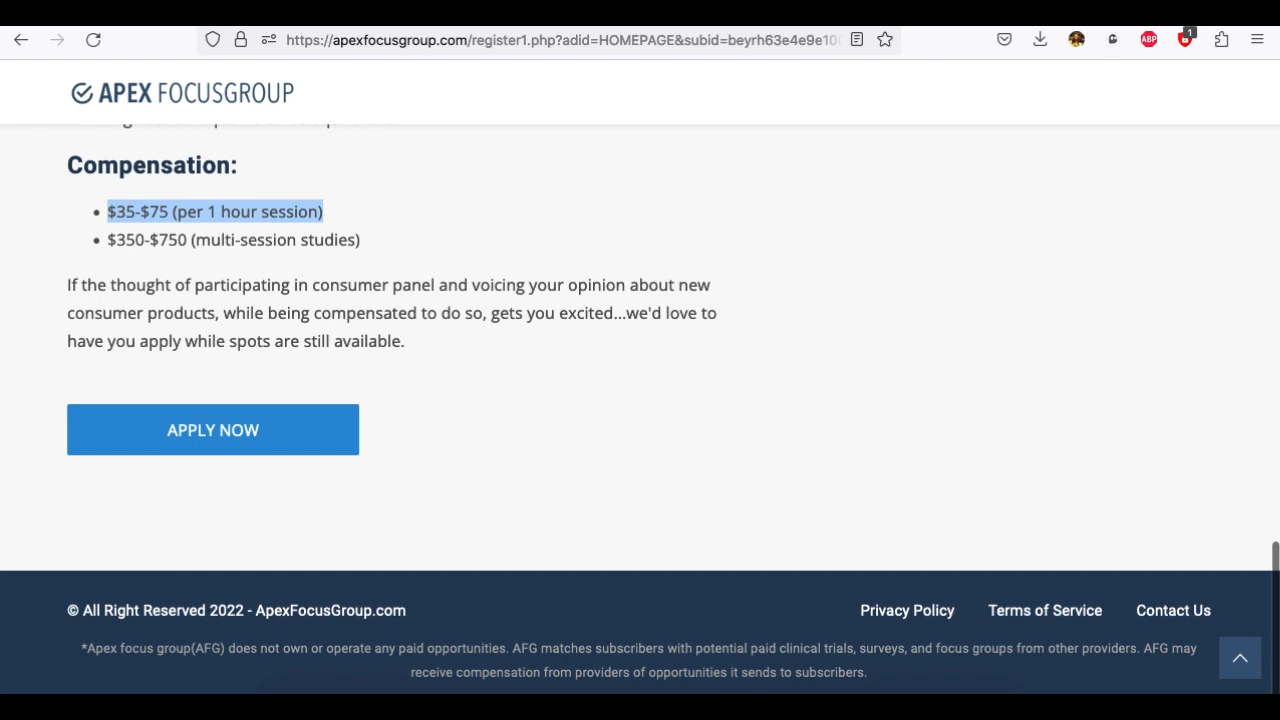 https://apexfocusgroup.com/register1.php?adid=HOMEPAGE&subid=beyrh63e4e9e10
ABP
1
APEX FOCUSGROUP
Compensation:
• $35-$75 (per 1 hour session)
• $350-$750 (multi-session studies)
If the thought of participating in consumer panel and voicing your opinion about new
consumer products, while being compensated to do so, gets you excited...we'd love to
have you apply while spots are still available.
APPLY NOW
© All Right Reserved 2022 - ApexFocusGroup.com
Privacy Policy
Terms of Service
Contact Us
*Apex focus group(AFG) does not own or operate any paid opportunities. AFG matches subscribers with potential paid clinical trials, surveys, and focus groups from other providers. AFG may
receive compensation from providers of opportunities it sends to subscribers.